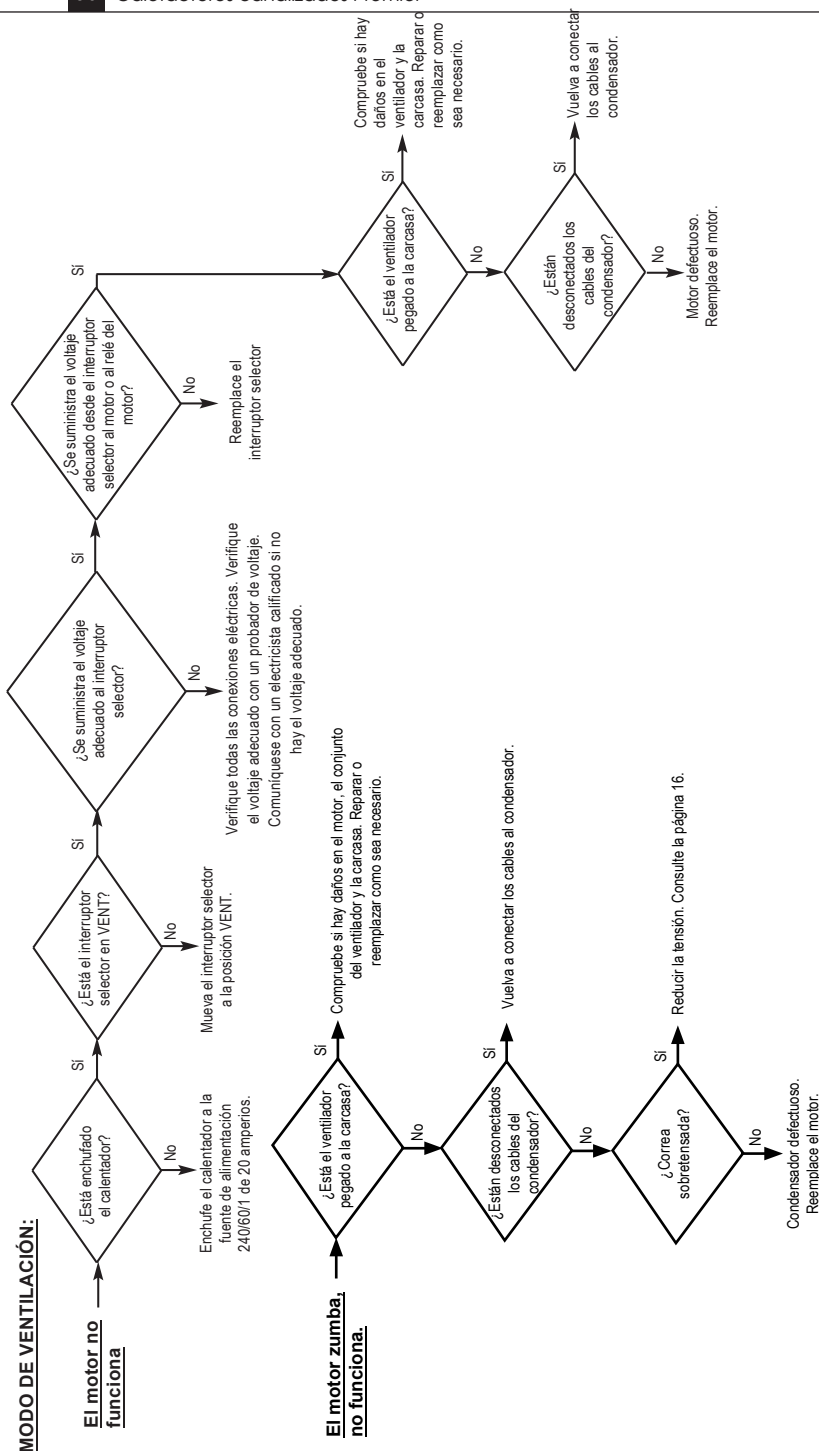 Calefactores Canalizados Premier
MODO DE VENTILACIÓN:
El motor no
funciona
¿Está enchufado
el calentador?
Sí
No
Enchufe el calentador a la
fuente de alimentación
240/60/1 de 20 amperios.
¿Está el interruptor
selector en VENT?
Sí
No
Mueva el interruptor selector
a la posición VENT.
¿Se suministra el voltaje
adecuado al interruptor
selector?
Sí
No
Verifique todas las conexiones eléctricas. Verifique
el voltaje adecuado con un probador de voltaje.
Comuníquese con un electricista calificado si no
hay el voltaje adecuado.
¿Se suministra el voltaje
adecuado desde el interruptor
selector al motor o al relé del
motor?
Sí
No
Reemplace el
interruptor selector
¿Está el ventilador
pegado a la carcasa?
Sí
Compruebe si hay
daños en el
ventilador y la
carcasa. Reparar o
reemplazar como
sea necesario.
No
¿Están
desconectados los
cables del
condensador?
Sí
Vuelva a conectar
los cables al
condensador.
No
Motor defectuoso.
Reemplace el motor.
El motor zumba,
no funciona.
¿Está el ventilador
pegado a la carcasa?
Sí
Compruebe si hay daños en el motor, el conjunto
del ventilador y la carcasa. Reparar o
reemplazar como sea necesario.
No
¿Están desconectados
los cables del
condensador?
Sí
Vuelva a conectar los cables al condensador.
No
¿Correa
sobretensada?
Sí
Reducir la tensión. Consulte la página 16.
No
Condensador defectuoso.
Reemplace el motor.